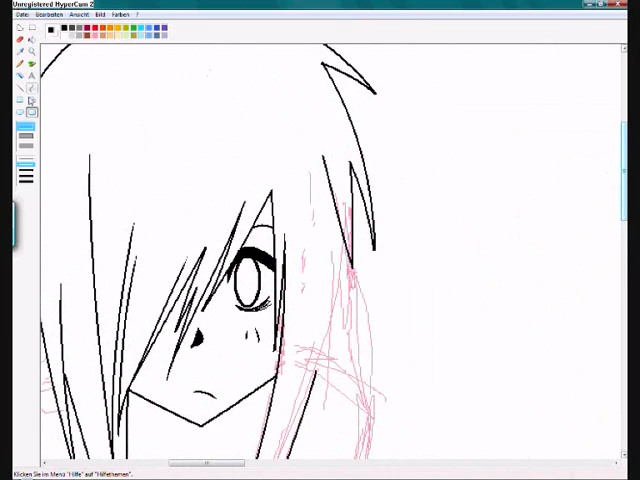 Unregistered HyperCam 2
Datei Bearbeiten Ansicht Bild Farben ?
Klicken Sie im Menü "Hilfe" auf "Hilfethemen".